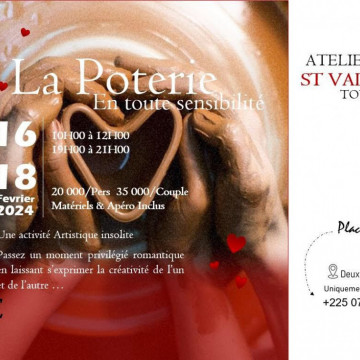 La Poterie
En toute sensibilité
16
10H00 à 12H00
19H00 à 21H00
18
Fevrier
2024
20 000/Pers 35 000/Couple
Matériels & Apéro Inclus
Une activité Artistique insolite
Passez un moment privilégié romantique
en laissant s'exprimer la créativité de l'un
et de l'autre ...
ATELIE
ST VA
TO
Plac
Deux
Uniqueme
+225 07